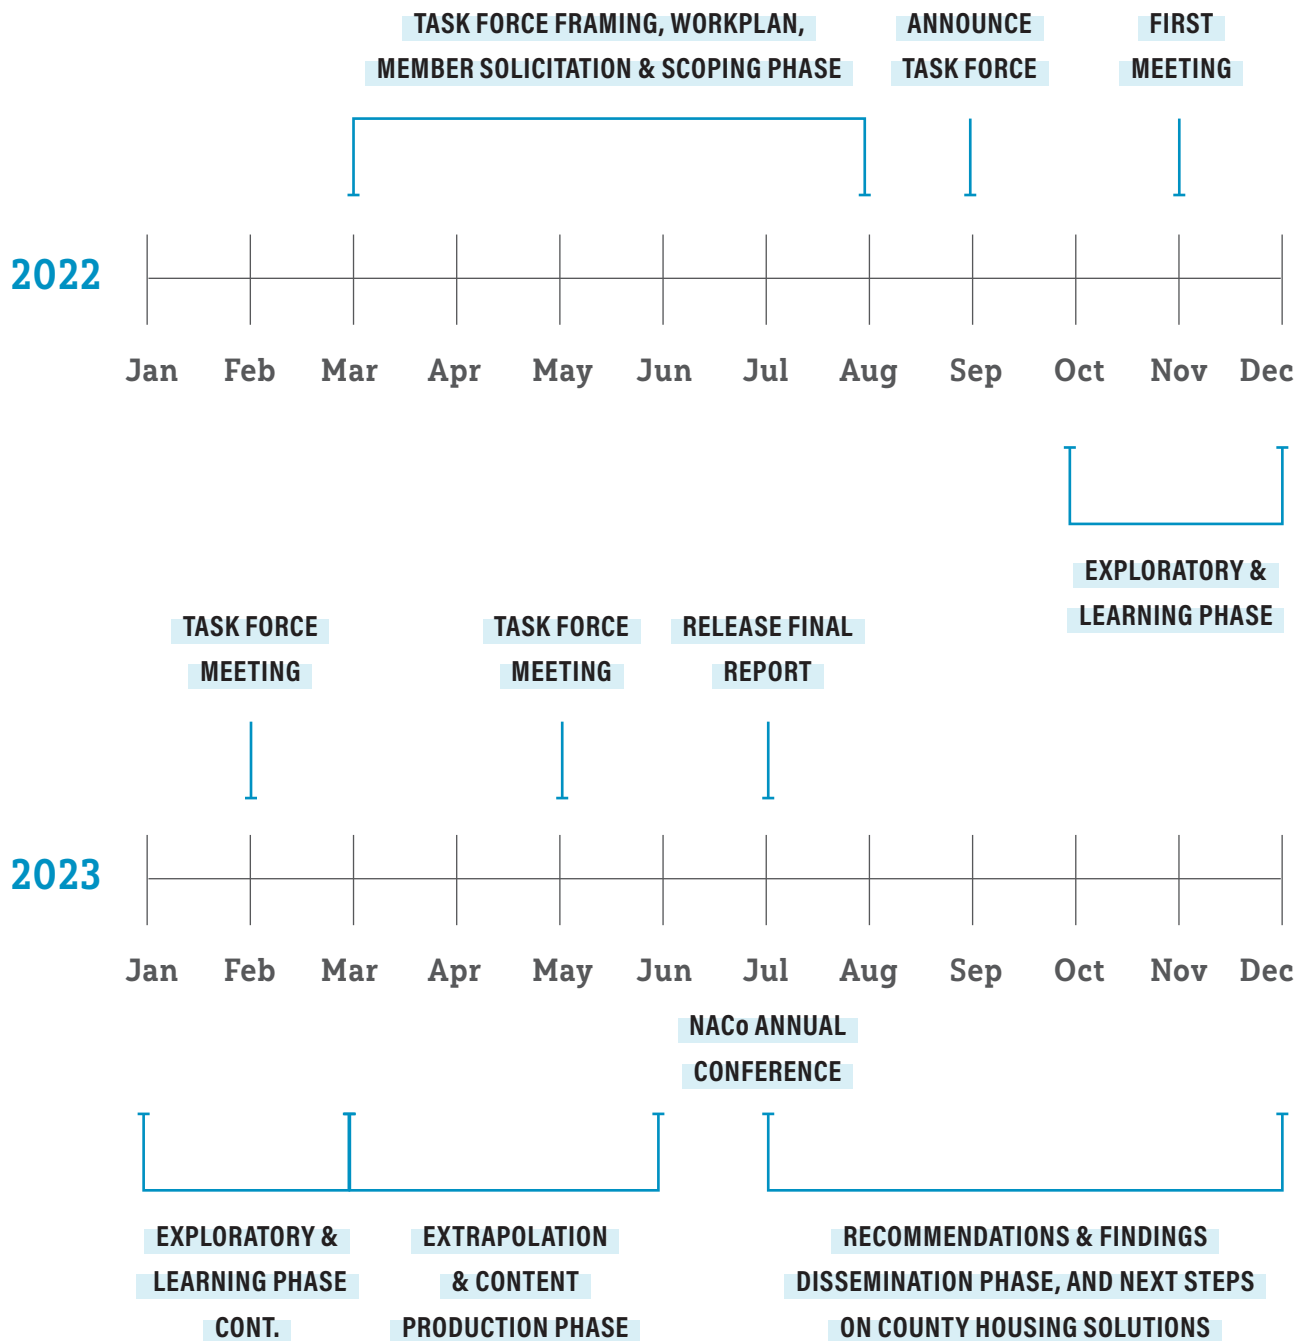 TASK FORCE FRAMING, WORKPLAN,
MEMBER SOLICITATION & SCOPING PHASE
ANNOUNCE
TASK FORCE
FIRST
MEETING
2022
Jan Feb Mar Apr May Jun Jul Aug Sep Oct Nov Dec
EXPLORATORY &
LEARNING PHASE
TASK FORCE
MEETING
TASK FORCE
MEETING
RELEASE FINAL
REPORT
2023
Jan Feb Mar Apr May Jun Jul Aug Sep Oct Nov Dec
NACo ANNUAL
CONFERENCE
EXPLORATORY &
LEARNING PHASE
CONT.
EXTRAPOLATION
& CONTENT
PRODUCTION PHASE
RECOMMENDATIONS & FINDINGS
DISSEMINATION PHASE, AND NEXT STEPS
ON COUNTY HOUSING SOLUTIONS